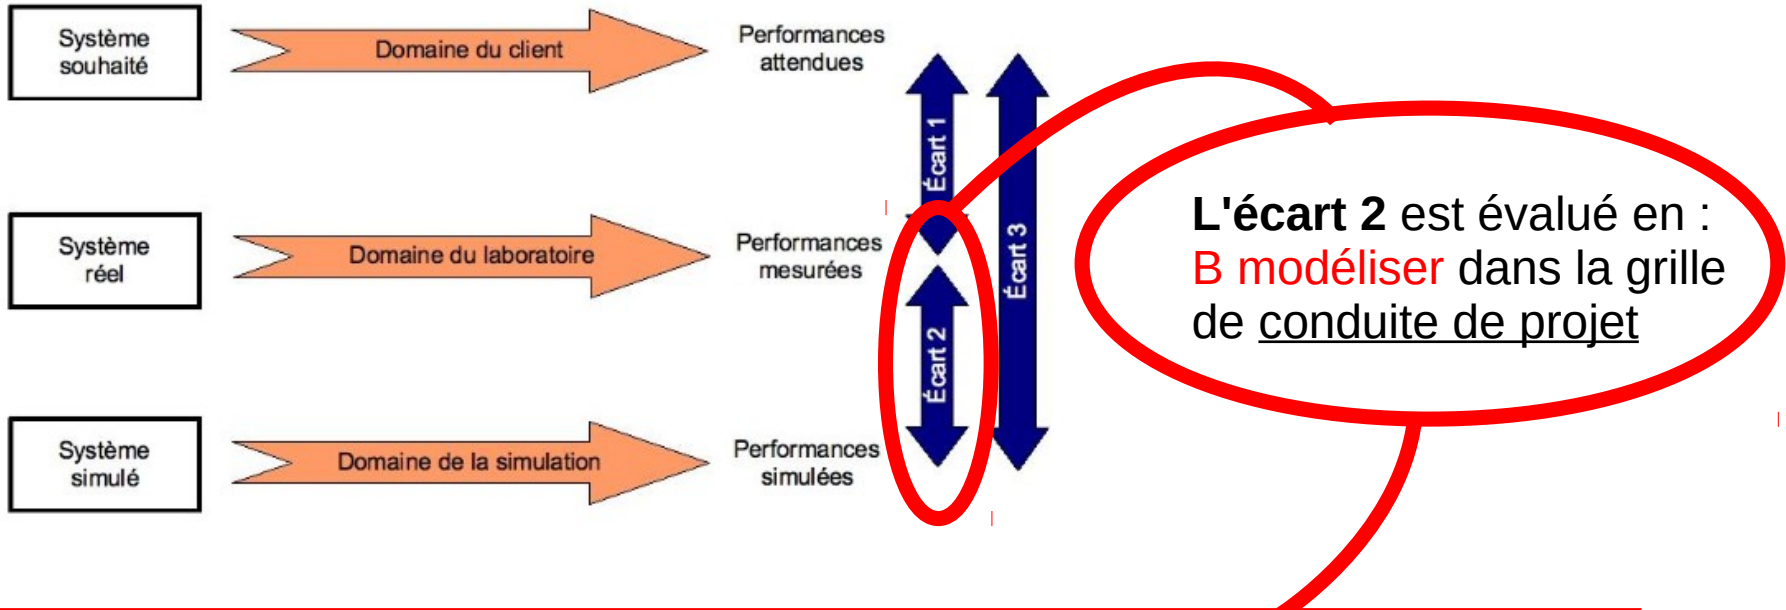 Système
souhaité
Domaine du client
Performances
attendues
Écart 1
Système
réel
Domaine du laboratoire
Performances
mesurées
Écart 3
Écart 2
Système
simulé
Domaine de la simulation
Performances
simulées
L'écart 2 est évalué en :
B modéliser dans la grille
de conduite de projet